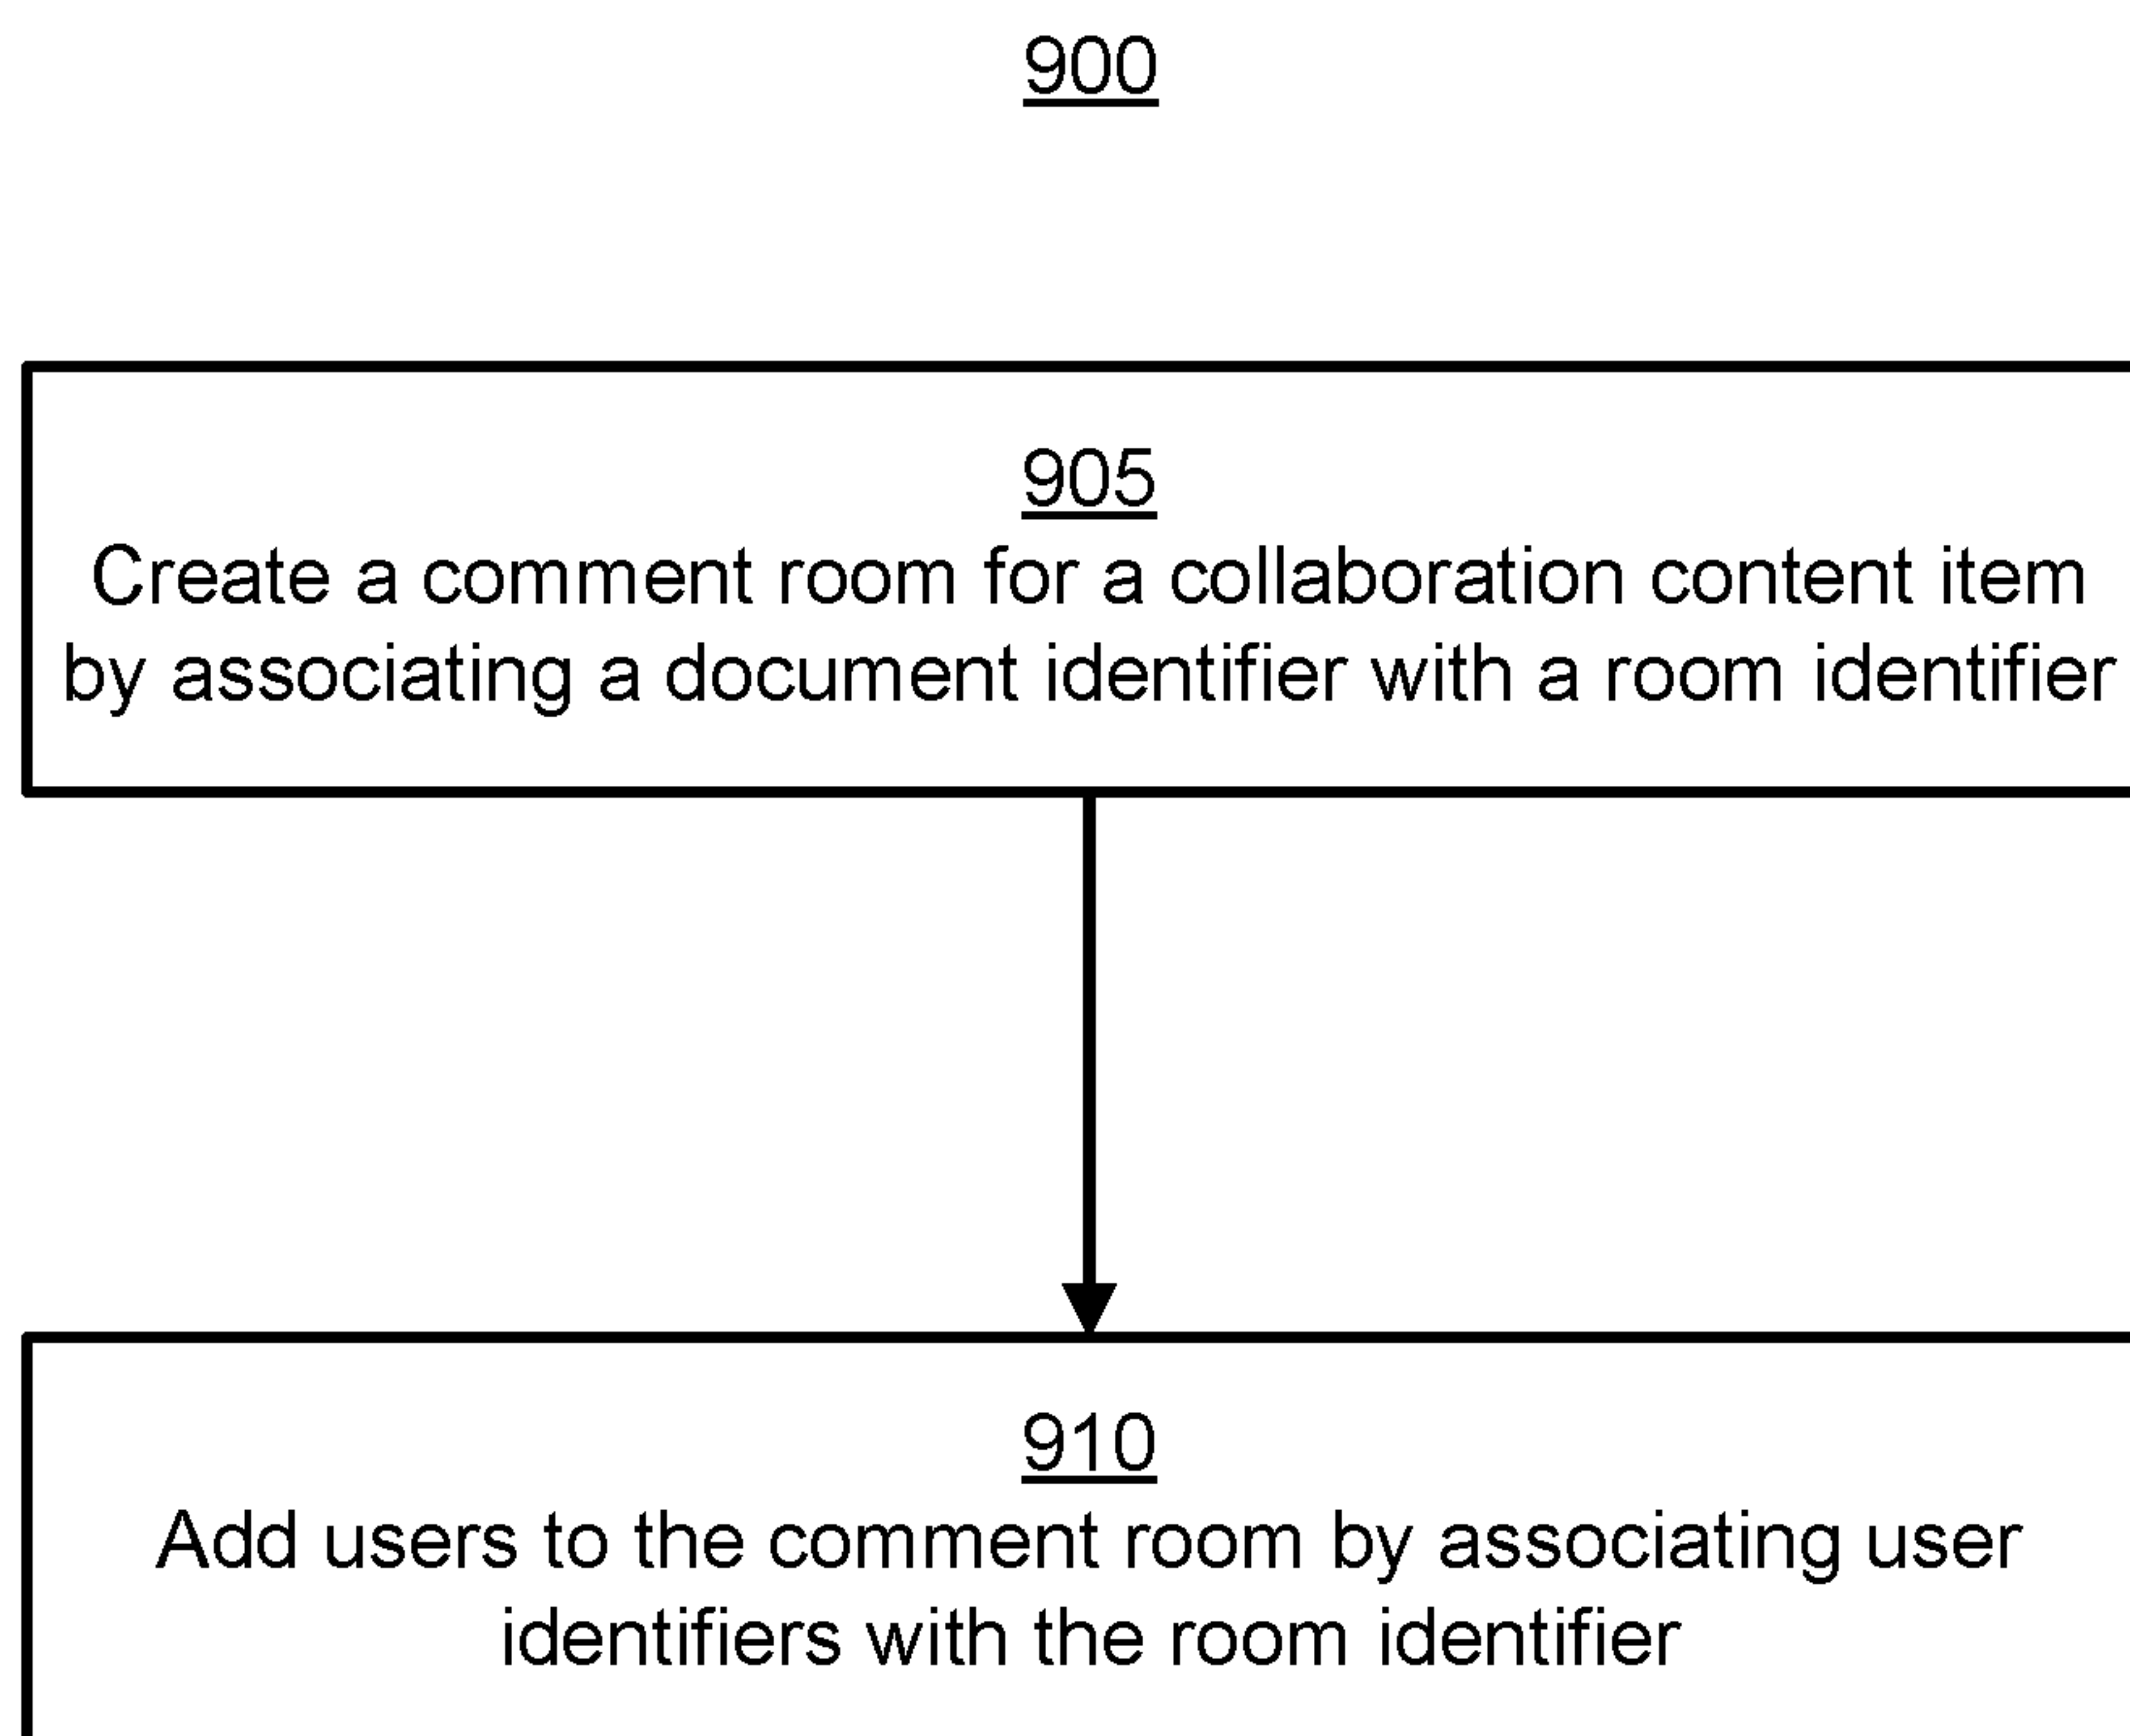 900
905
Create a comment room for a collaboration content item
by associating a document identifier with a room identifier
910
Add users to the comment room by associating user
identifiers with the room identifier